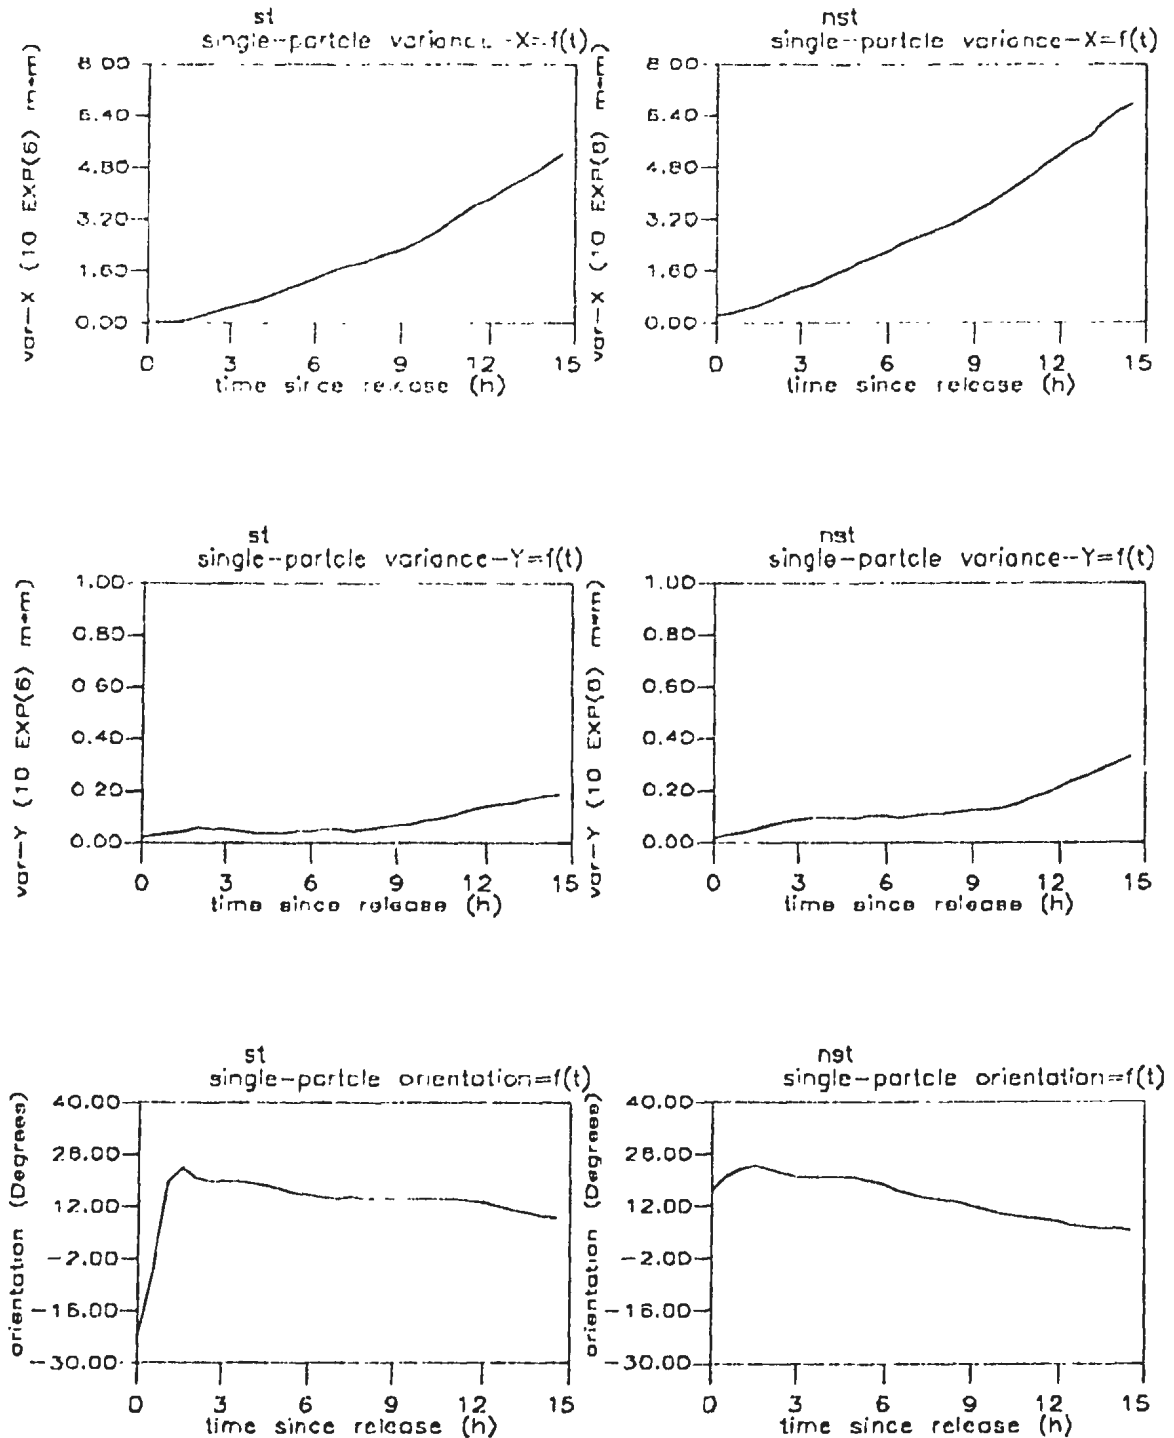 st
single-partcle variance -X=f(t)
var-X (10 EXP(6) m*m)
8.00
6.40
4.80
3.20
1.60
0.00
0 3 6 9 12 15
time since release (h)
nst
single-partcle variance-X=f(t)
var-X (10 EXP(6) m*m)
8.00
6.40
4.80
3.20
1.60
0.00
0 3 6 9 12 15
time since release (h)
st
single-partcle variance-Y=f(t)
var-Y (10 EXP(6) m*m)
1.00
0.80
0.60
0.40
0.20
0.00
0 3 6 9 12 15
time since release (h)
nst
single-partcle variance-Y=f(t)
var-Y (10 EXP(6) m*m)
1.00
0.80
0.60
0.40
0.20
0.00
0 3 6 9 12 15
time since release (h)
st
single-partcle orientation=f(t)
orientation (Degrees)
40.00
26.00
12.00
-2.00
-16.00
-30.00
0 3 6 9 12 15
time since release (h)
nst
single-partcle orientation=f(t)
orientation (Degrees)
40.00
26.00
12.00
-2.00
-16.00
-30.00
0 3 6 9 12 15
time since release (h)